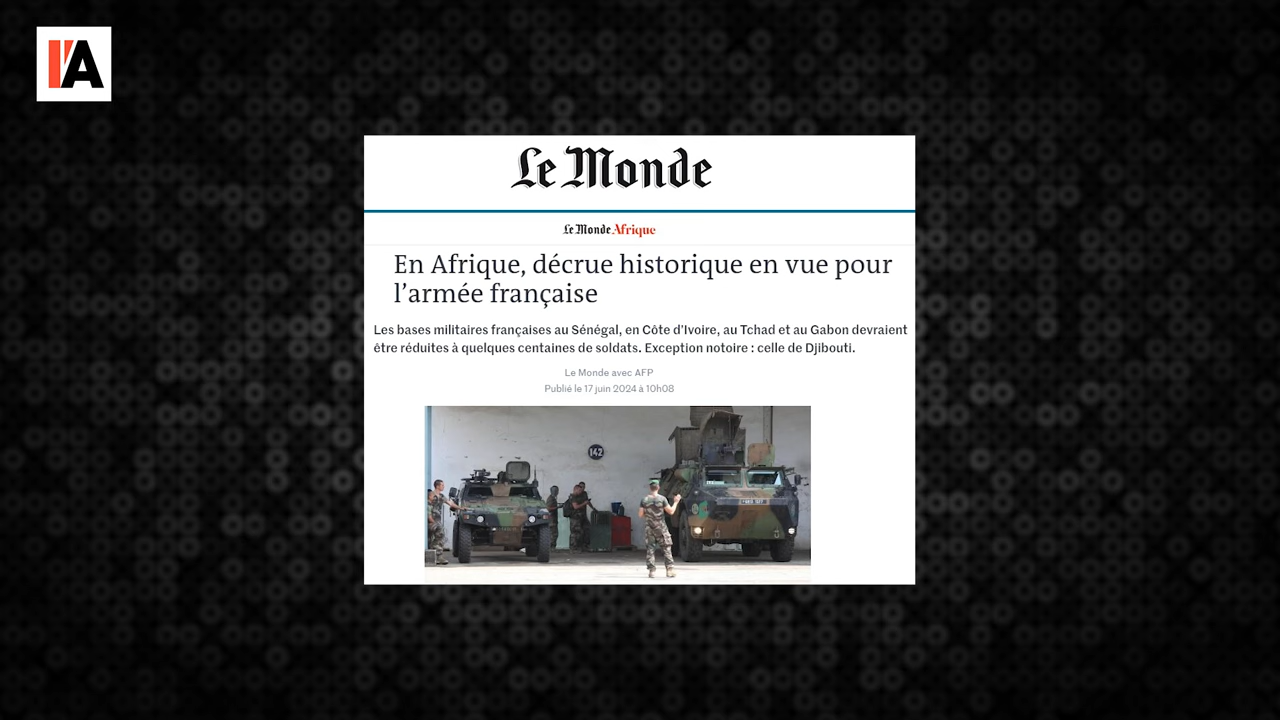 l'A
Le Monde
Le Monde Afrique
En Afrique, décrue historique en vue pour
l’armée française
Les bases militaires françaises au Sénégal, en Côte d’Ivoire, au Tchad et au Gabon devraient
être réduites à quelques centaines de soldats. Exception notoire : celle de Djibouti.
Le Monde avec AFP
Publié le 17 juin 2024 à 10h08
142